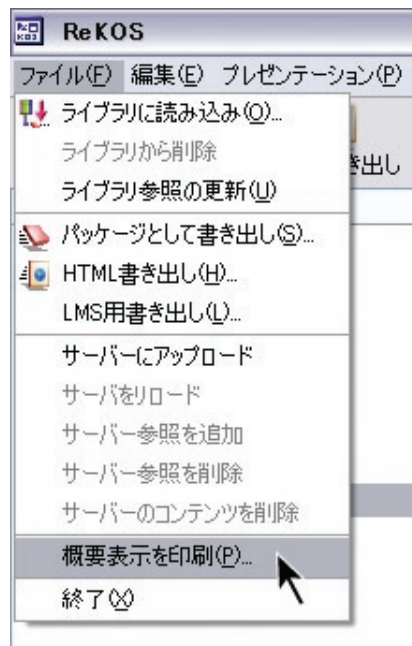 ReKOS
ファイル(F) 編集(E) プレゼンテーション(P)
ライブラリに読み込み(O)...
ライブラリから削除
き出し
ライブラリ参照の更新(U)
パッケージとして書き出し(S)...
HTML書き出し(H)...
LMS用書き出し(L)...
サーバーにアップロード
サーバをリロード
サーバー参照を追加
サーバー参照を削除
サーバーのコンテンツを削除
概要表示を印刷(P)...
終了(X)